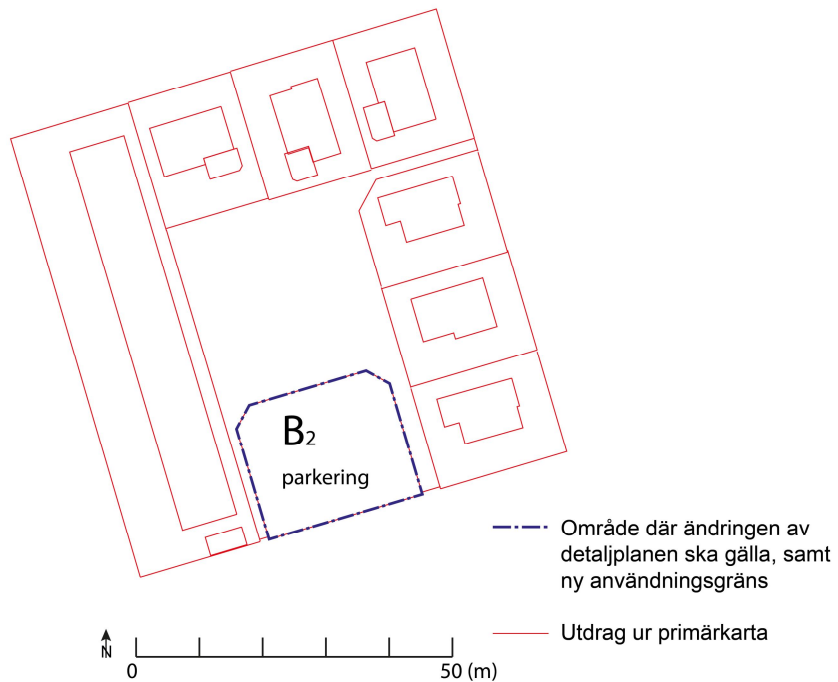 B2
parkering
Område där ändringen av
detaljplanen ska gälla, samt
ny användningsgräns
Utdrag ur primärkarta
N
0 50 (m)